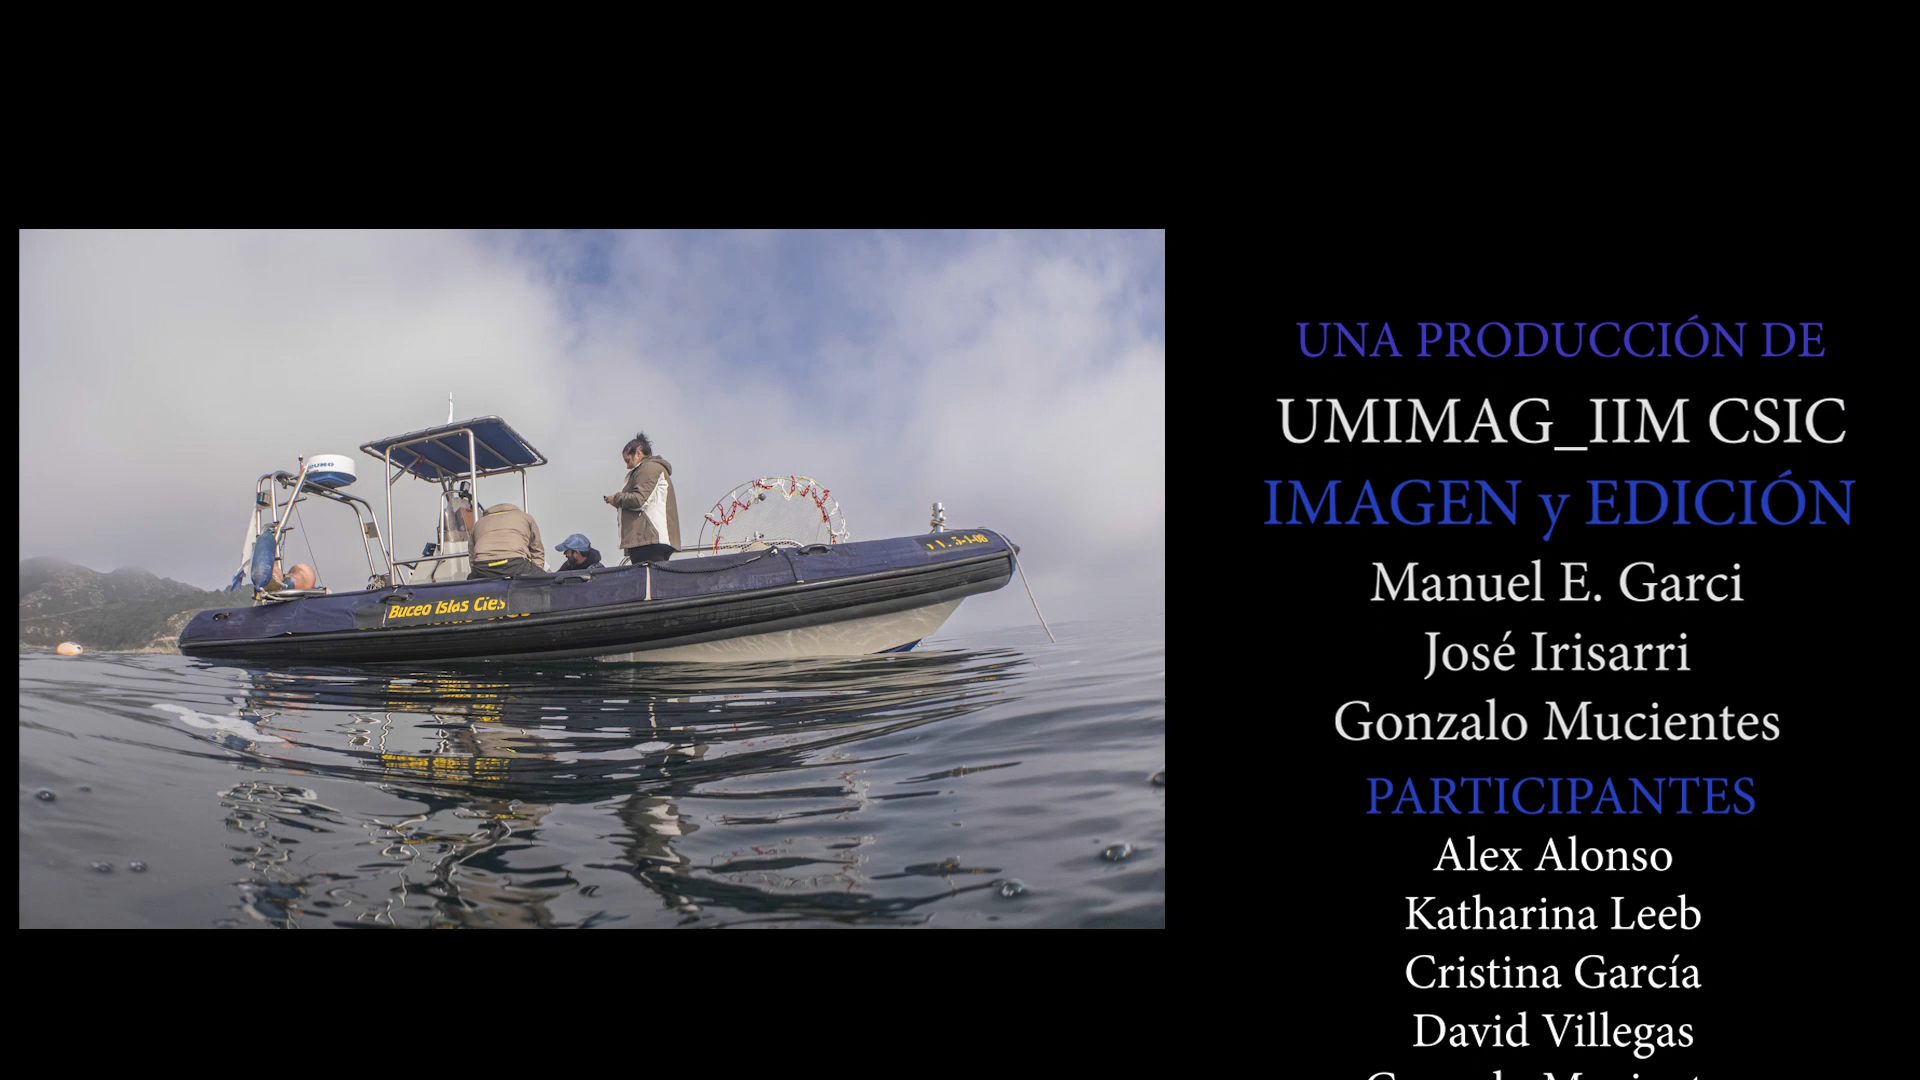 Buceo Islas Cíes
UNA PRODUCCIÓN DE
UMIMAG_IIM CSIC
IMAGEN y EDICIÓN
Manuel E. Garci
José Irisarri
Gonzalo Mucientes
PARTICIPANTES
Alex Alonso
Katharina Leeb
Cristina García
David Villegas